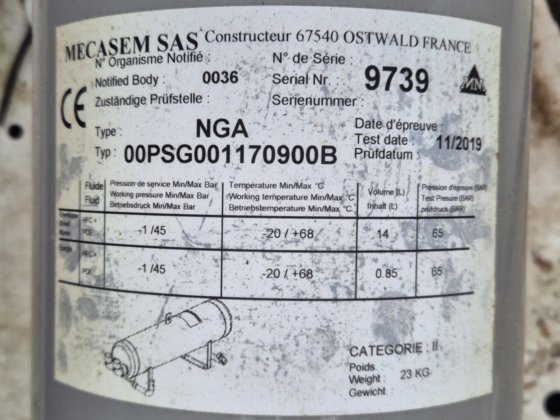 MECASEM SAS Constructeur 67540 OSTWALD FRANCE
N° Organisme Notifié :
Notified Body : 0036
Zuständige Prüfstelle :
N° de Série :
Serial Nr. : 9739
Serienummer :
CE
Type : NGA
Typ : 00PSG001170900B
Date d'épreuve :
Test date : 11/2019
Prüfdatum :
Fluide Pression de service Min/Max Bar Température Min/Max °C Volume (L) Pression d'épreuve (BAR)
Fluid Working pressure Min/Max Bar Working temperature Min/Max °C Inhalt (L) Test Pressure (BAR)
Betriebsdruck Min/Max Bar Betriebstemperatur Min/Max °C prüfdruck (BAR)
HFC+
POE -1 /45 -20 / +68 14 65
HFC+
POE -1 /45 -20 / +68 0.85 65
CATEGORIE : II
Poids
Weight : 23 KG
Gewicht